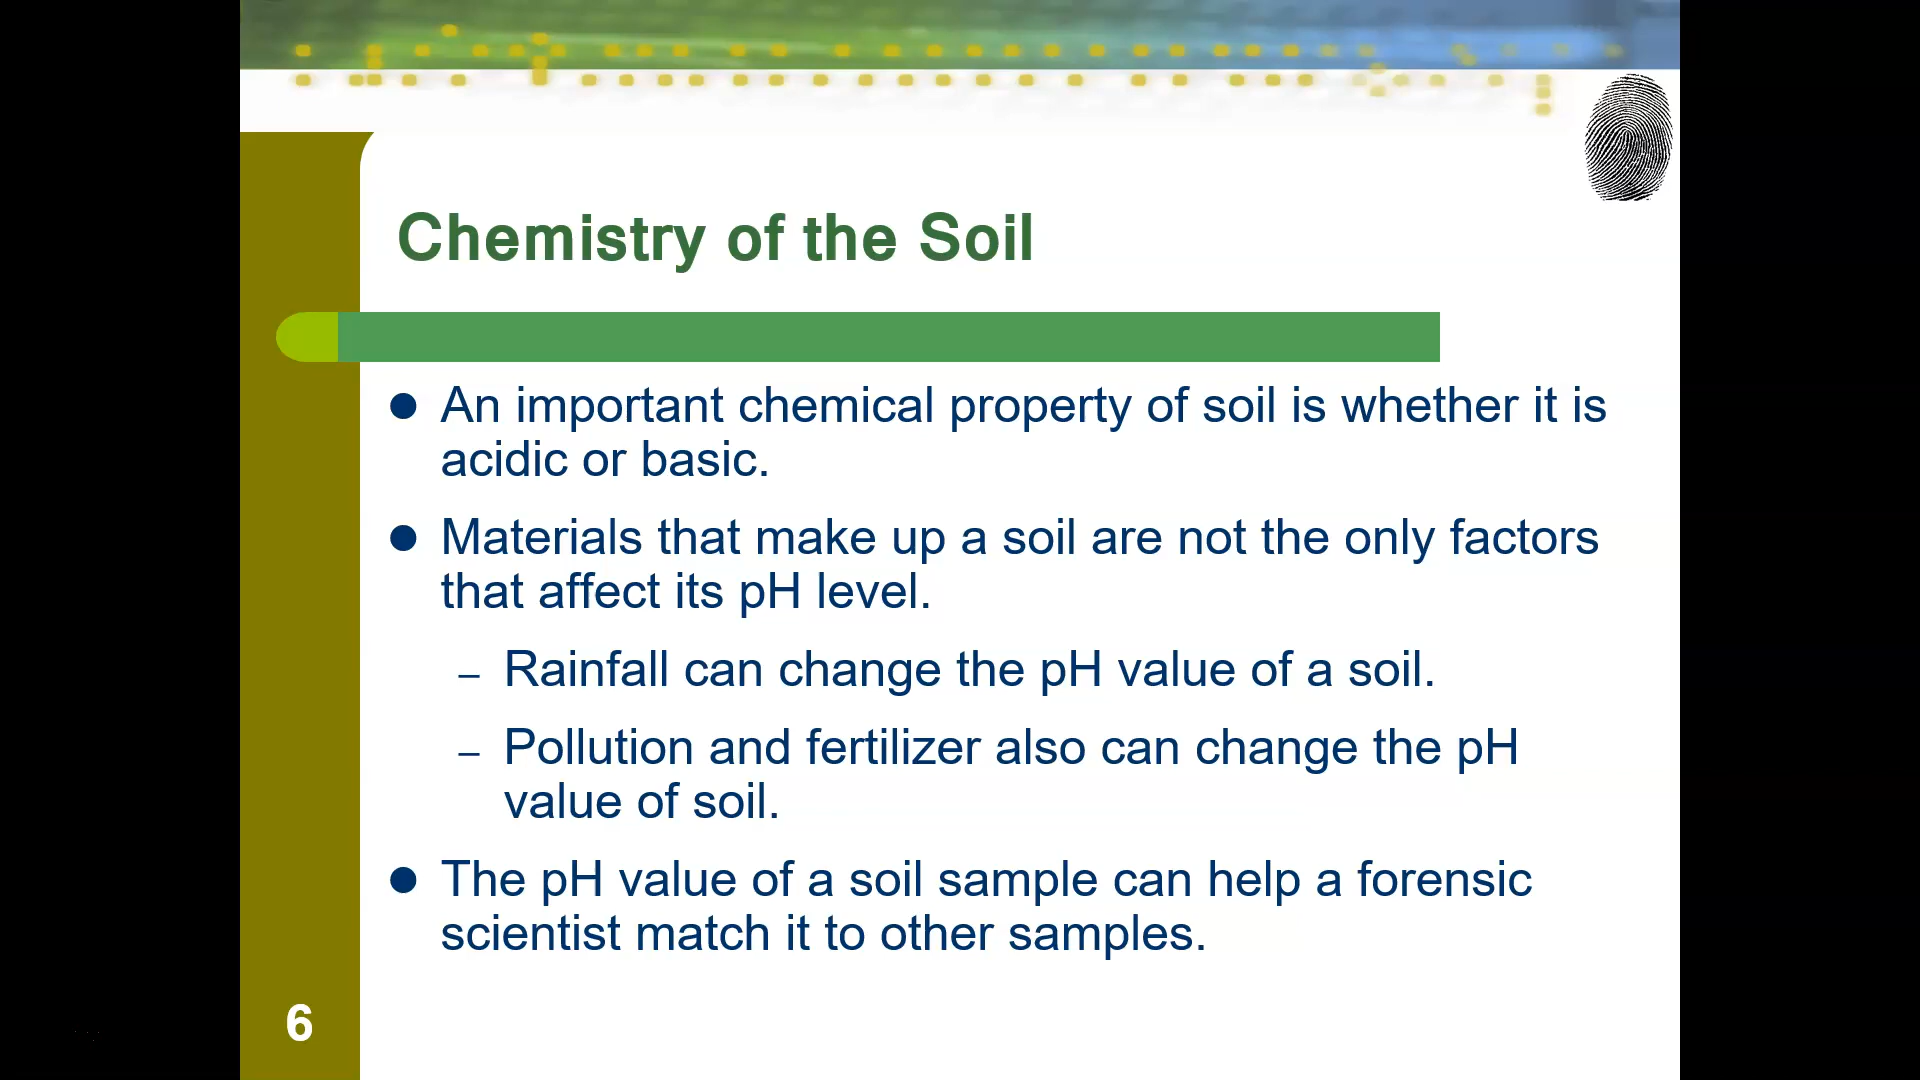 Chemistry of the Soil
● An important chemical property of soil is whether it is
acidic or basic.
● Materials that make up a soil are not the only factors
that affect its pH level.
– Rainfall can change the pH value of a soil.
– Pollution and fertilizer also can change the pH
value of soil.
● The pH value of a soil sample can help a forensic
scientist match it to other samples.
6